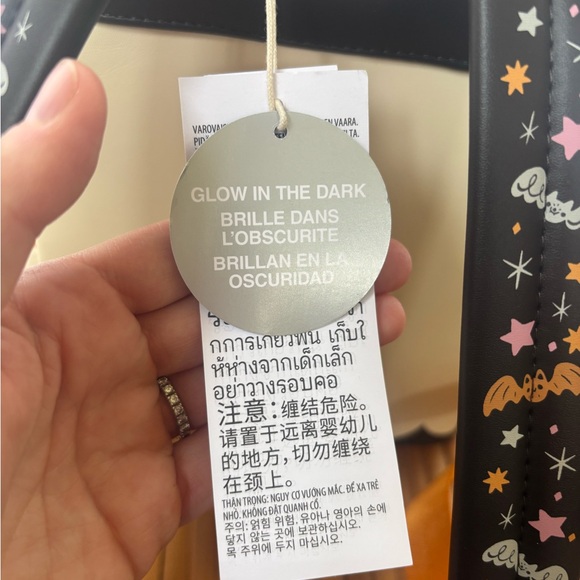 VAROVAI
EN VAARA.
GLOW IN THE DARK
BRILLE DANS
L'OBSCURITE
BRILLAN EN LA
OSCURIDAD
กการเกี่ยวพัน เก็บใ
ห้ห่างจากเด็กเล็ก
อย่าวางรอบคอ
注意：缠结危险。
请置于远离婴幼儿
的地方，切勿缠绕
在颈上。
THẬN TRỌNG: NGUY CƠ VƯỚNG MẮC. ĐỂ XA TRẺ
NHỎ. KHÔNG ĐẶT QUANH CỔ.
주의: 얽힘 위험. 유아나 영아의 손에
닿지 않는 곳에 보관하십시오.
목 주위에 두지 마십시오.